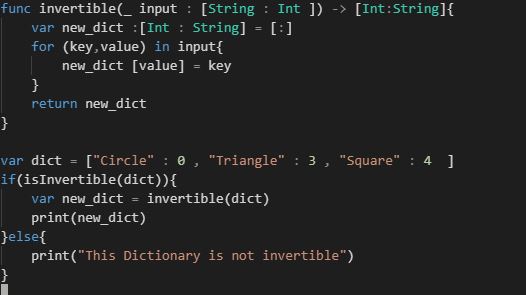 func invertible(_ input : [String : Int ]) -> [Int:String]{
    var new_dict :[Int : String] = [:]
    for (key,value) in input{
        new_dict [value] = key
    }
    return new_dict
}

var dict = ["Circle" : 0 , "Triangle" : 3 , "Square" : 4  ]
if(isInvertible(dict)){
    var new_dict = invertible(dict)
    print(new_dict)
}else{
    print("This Dictionary is not invertible")
}